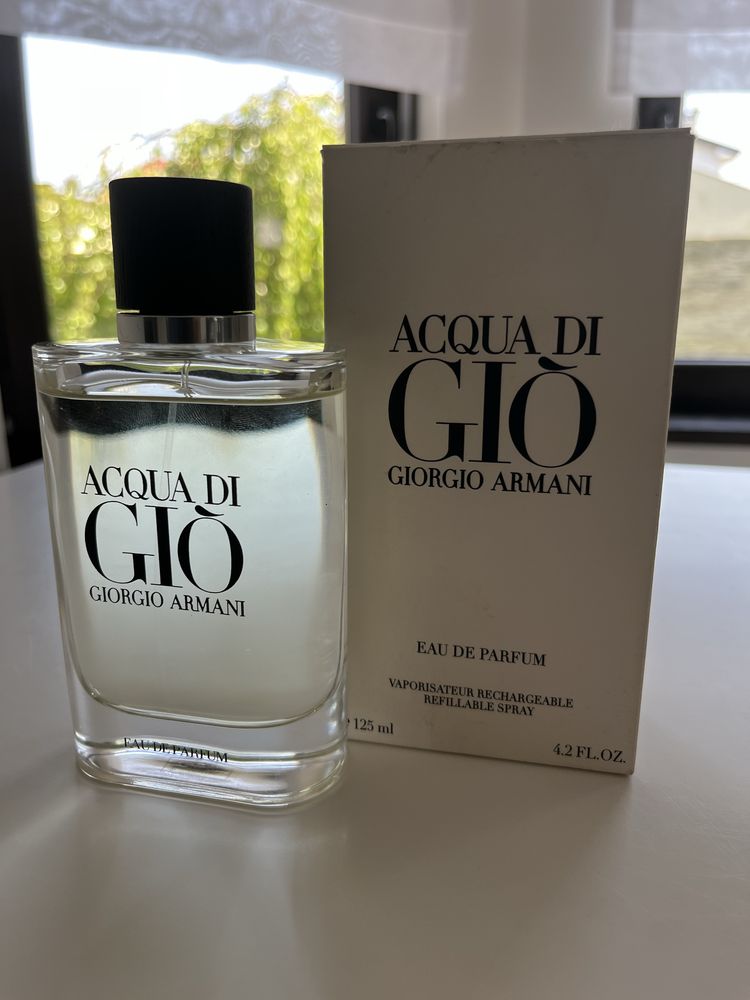 ACQUA DI
GIÒ
GIORGIO ARMANI
EAU DE PARFUM
ACQUA DI
GIÒ
GIORGIO ARMANI
EAU DE PARFUM
VAPORISATEUR RECHARGEABLE
REFILLABLE SPRAY
125 ml
4.2 FL.OZ.